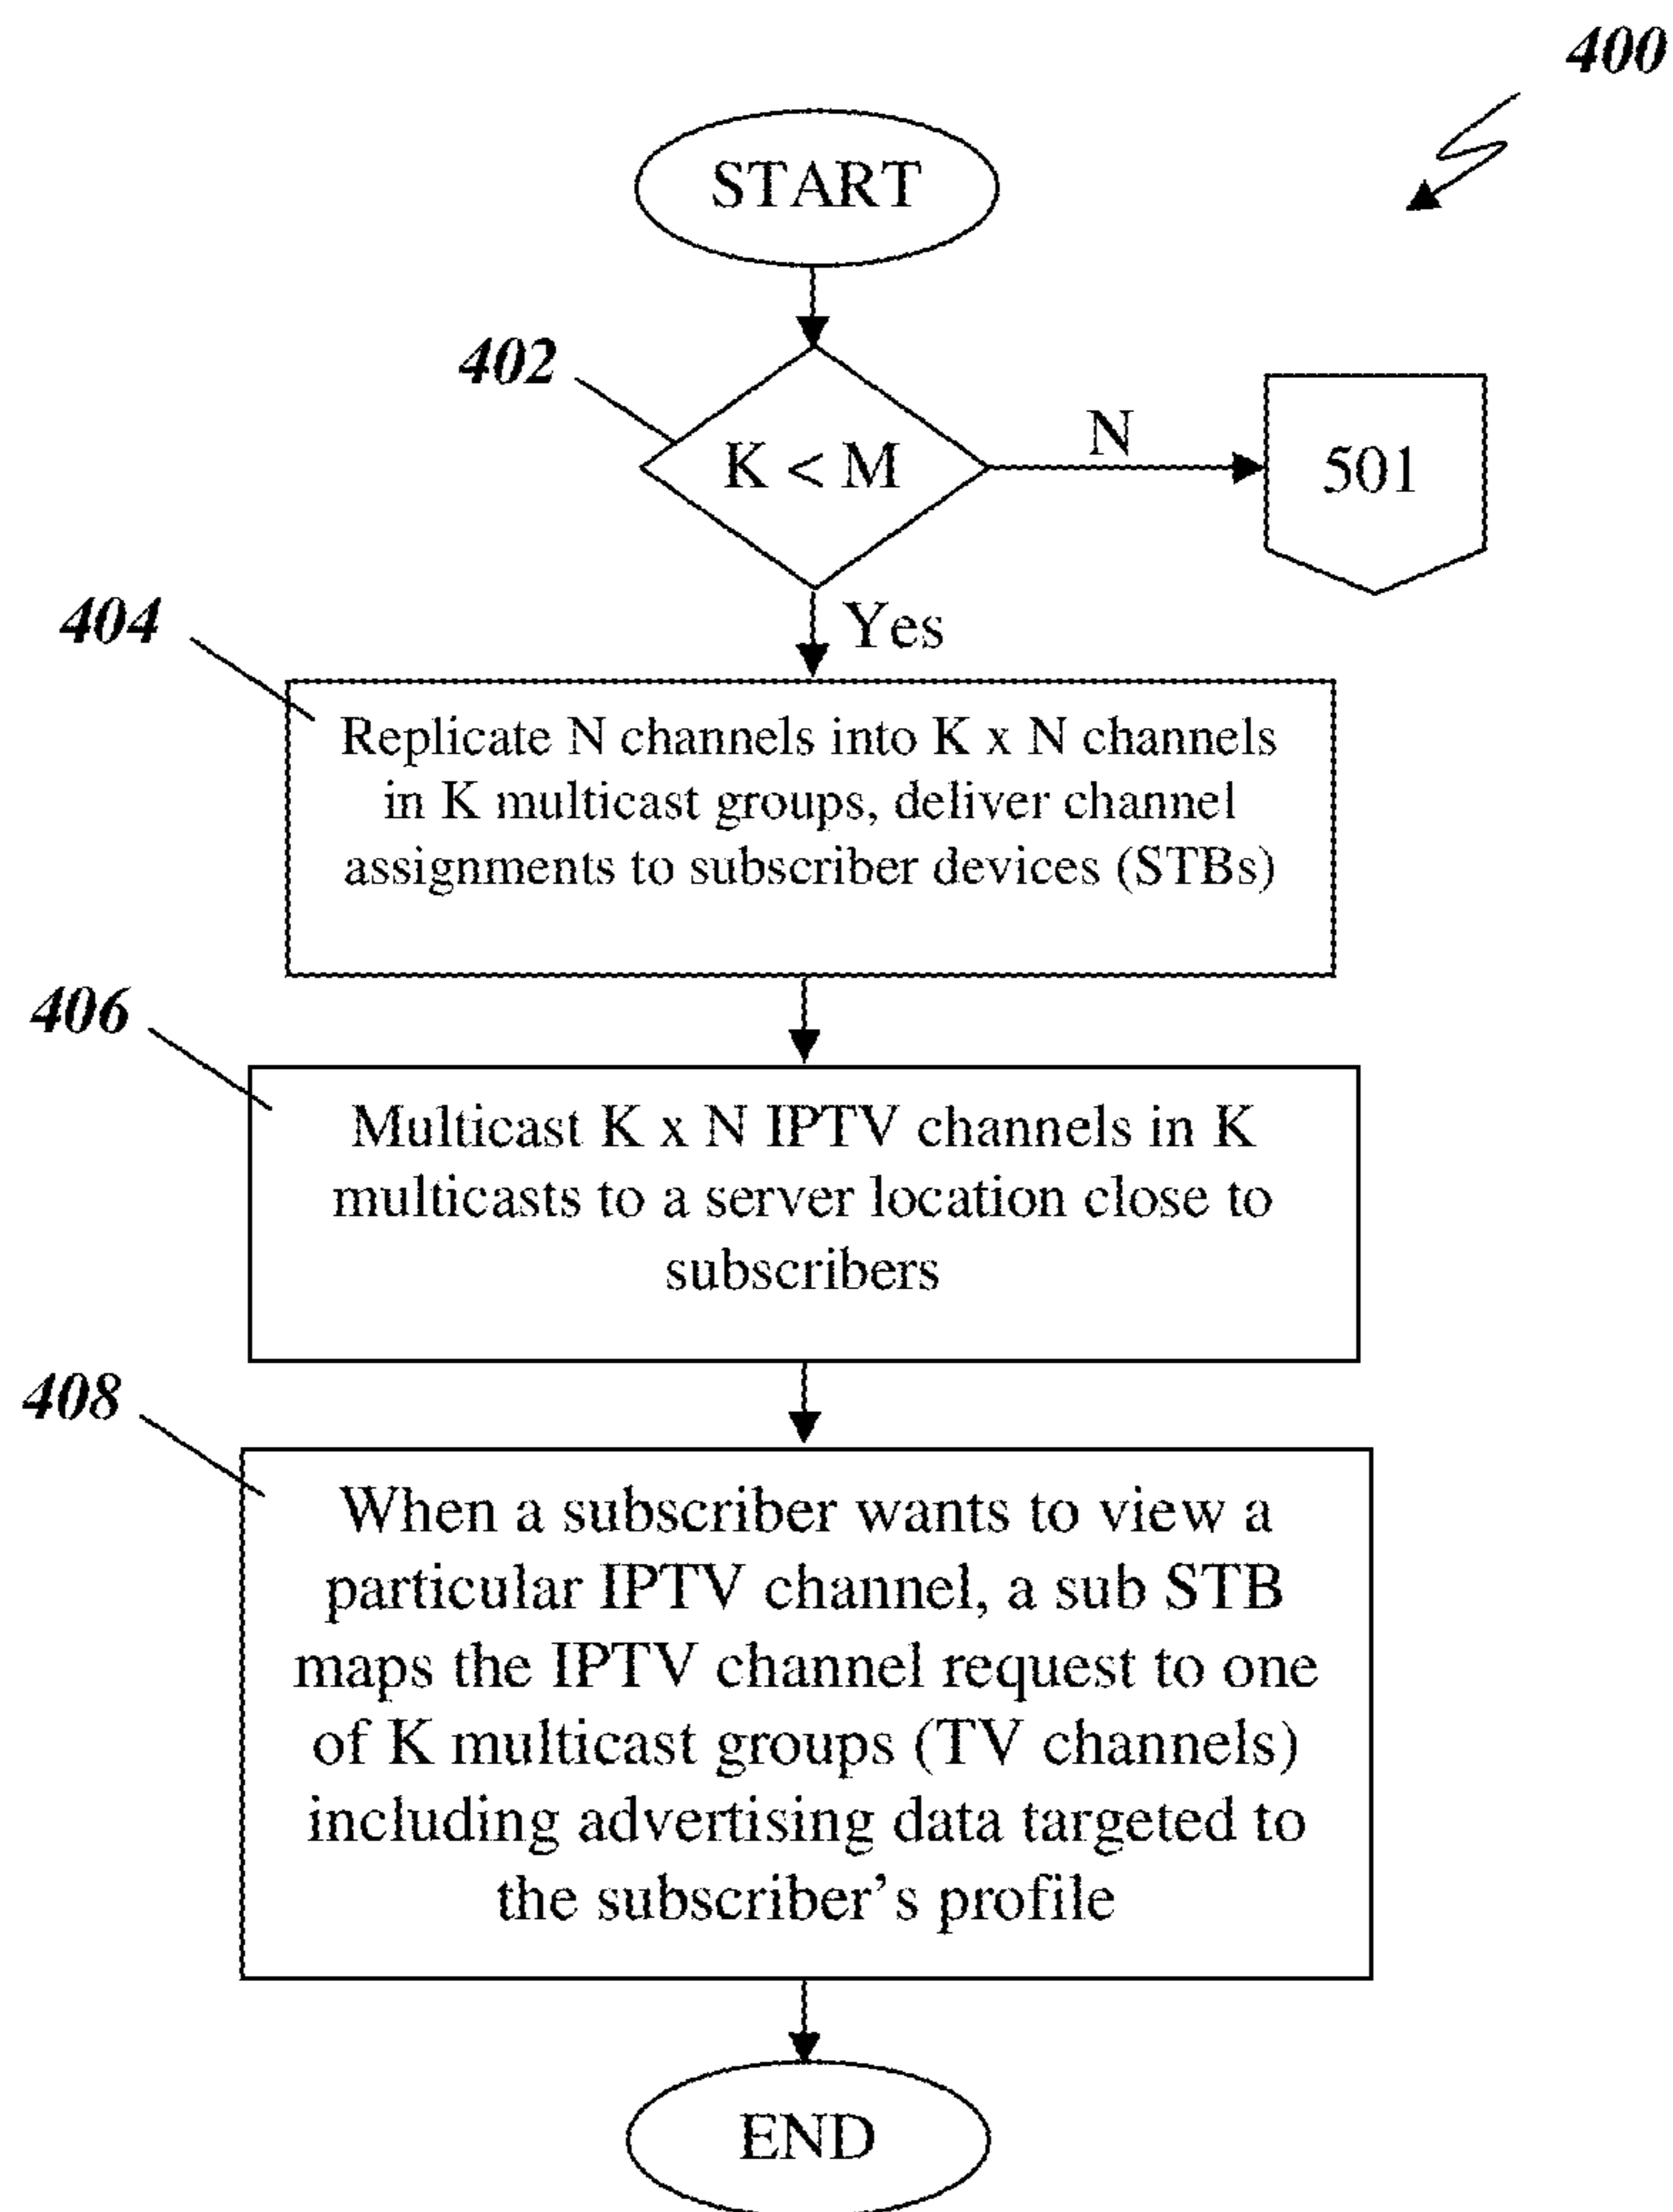 400
START
402
K < M
N
501
Yes
404
Replicate N channels into K x N channels
in K multicast groups, deliver channel
assignments to subscriber devices (STBs)
406
Multicast K x N IPTV channels in K
multicasts to a server location close to
subscribers
408
When a subscriber wants to view a
particular IPTV channel, a sub STB
maps the IPTV channel request to one
of K multicast groups (TV channels)
including advertising data targeted to
the subscriber's profile
END